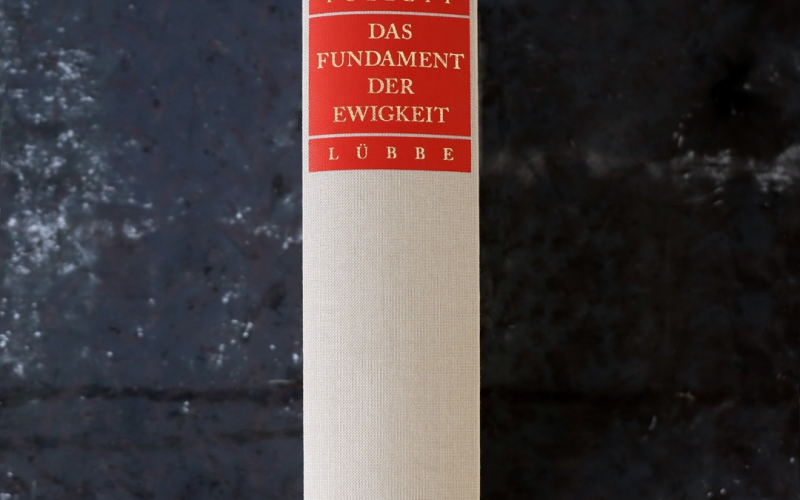 DAS
FUNDAMENT
DER
EWIGKEIT
LÜBBE